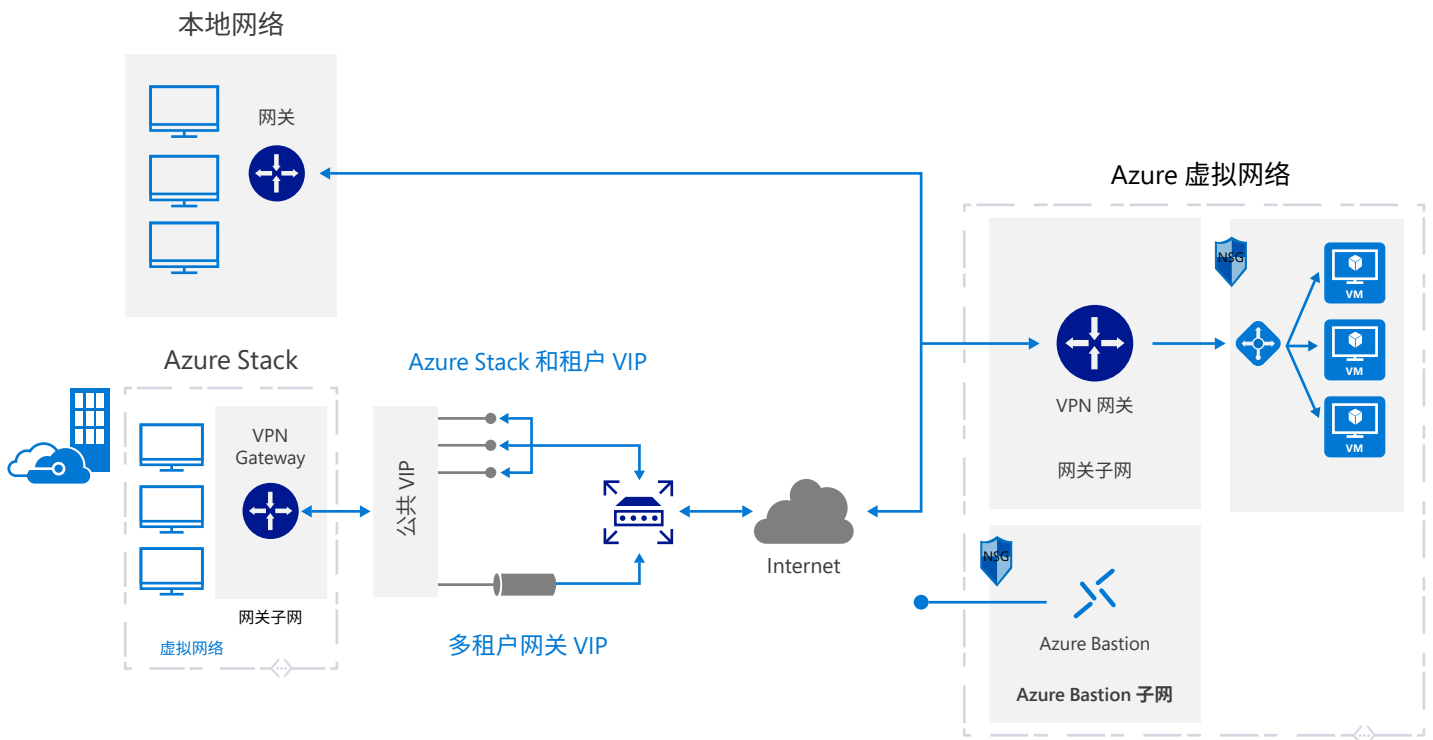 本地网络
网关
Azure 虚拟网络
NSG
VM
VM
VM
VPN 网关
网关子网
Azure Stack
Azure Stack 和租户 VIP
VPN
Gateway
公共 VIP
网关子网
虚拟网络
多租户网关 VIP
Internet
NSG
Azure Bastion
Azure Bastion 子网